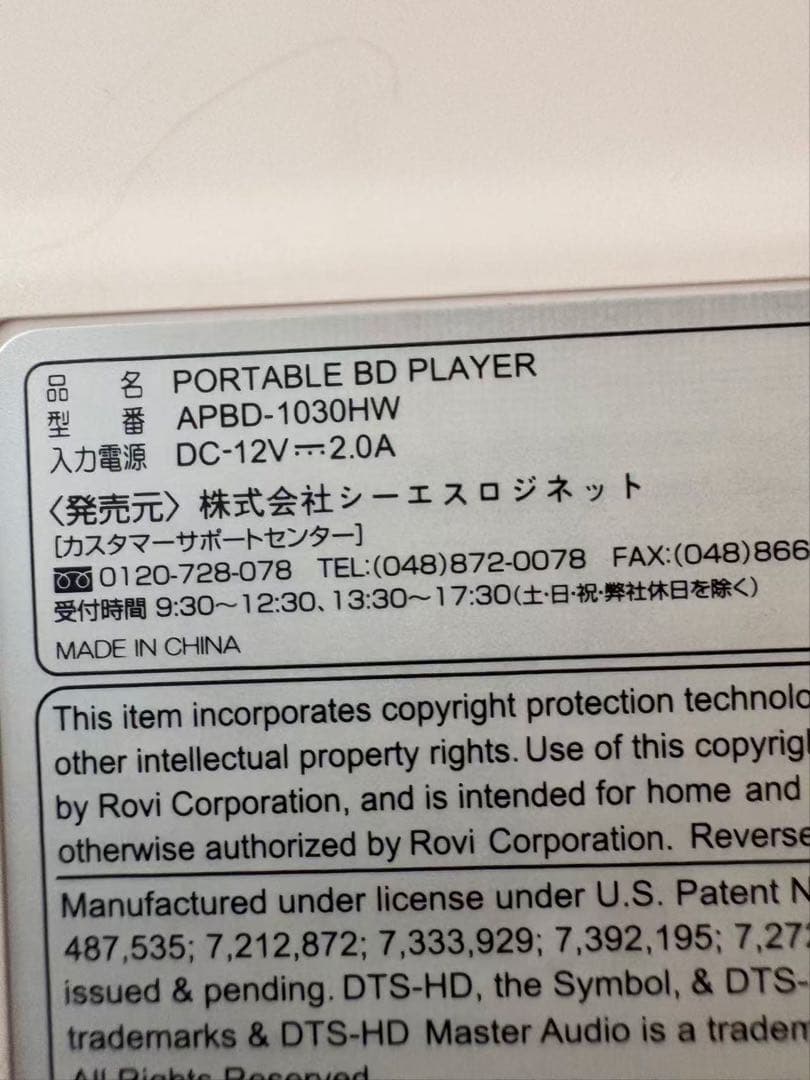 品 名 PORTABLE BD PLAYER
型 番 APBD-1030HW
入力電源 DC-12V⎓2.0A
〈発売元〉株式会社シーエスロジネット
[カスタマーサポートセンター]
0120-728-078 TEL:(048)872-0078 FAX:(048)866
受付時間 9:30〜12:30、13:30〜17:30(土・日・祝・弊社休日を除く)
MADE IN CHINA
This item incorporates copyright protection technolo
other intellectual property rights. Use of this copyrig
by Rovi Corporation, and is intended for home and
otherwise authorized by Rovi Corporation. Reverse
Manufactured under license under U.S. Patent N
487,535; 7,212,872; 7,333,929; 7,392,195; 7,272
issued & pending. DTS-HD, the Symbol, & DTS-
trademarks & DTS-HD Master Audio is a tradem
All Rights Reserved